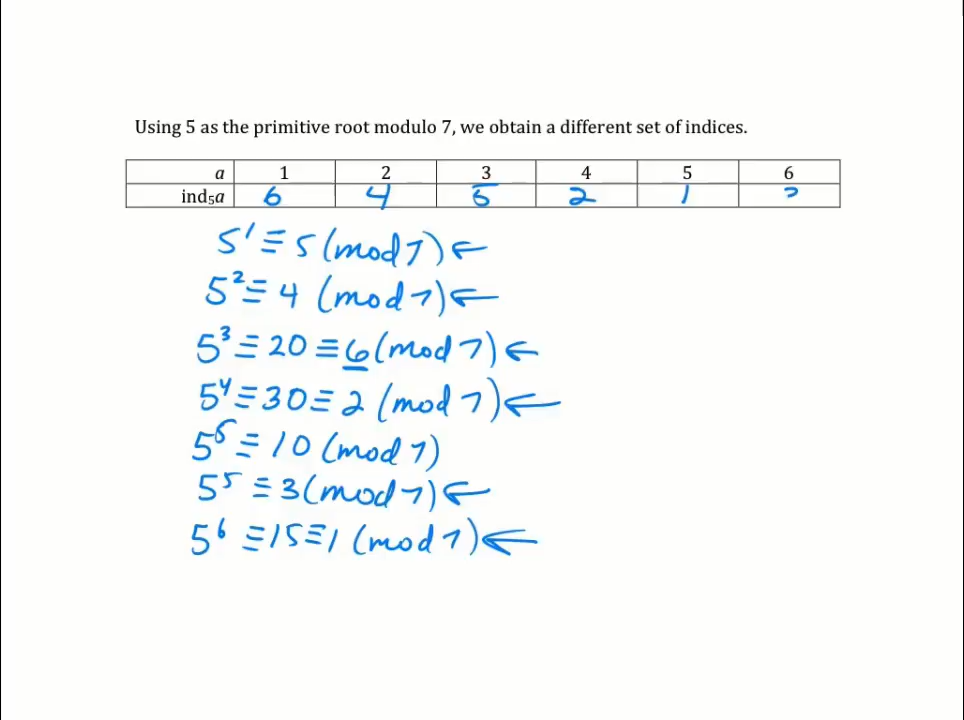 Using 5 as the primitive root modulo 7, we obtain a different set of indices.
a 1 2 3 4 5 6
ind₅a 6 4 5 2 1
5¹ ≡ 5 (mod 7) ←
5² ≡ 4 (mod 7) ←
5³ ≡ 20 ≡ 6 (mod 7) ←
5⁴ ≡ 30 ≡ 2 (mod 7) ←
5⁵ ≡ 10 (mod 7)
5⁵ ≡ 3 (mod 7) ←
5⁶ ≡ 15 ≡ 1 (mod 7) ←